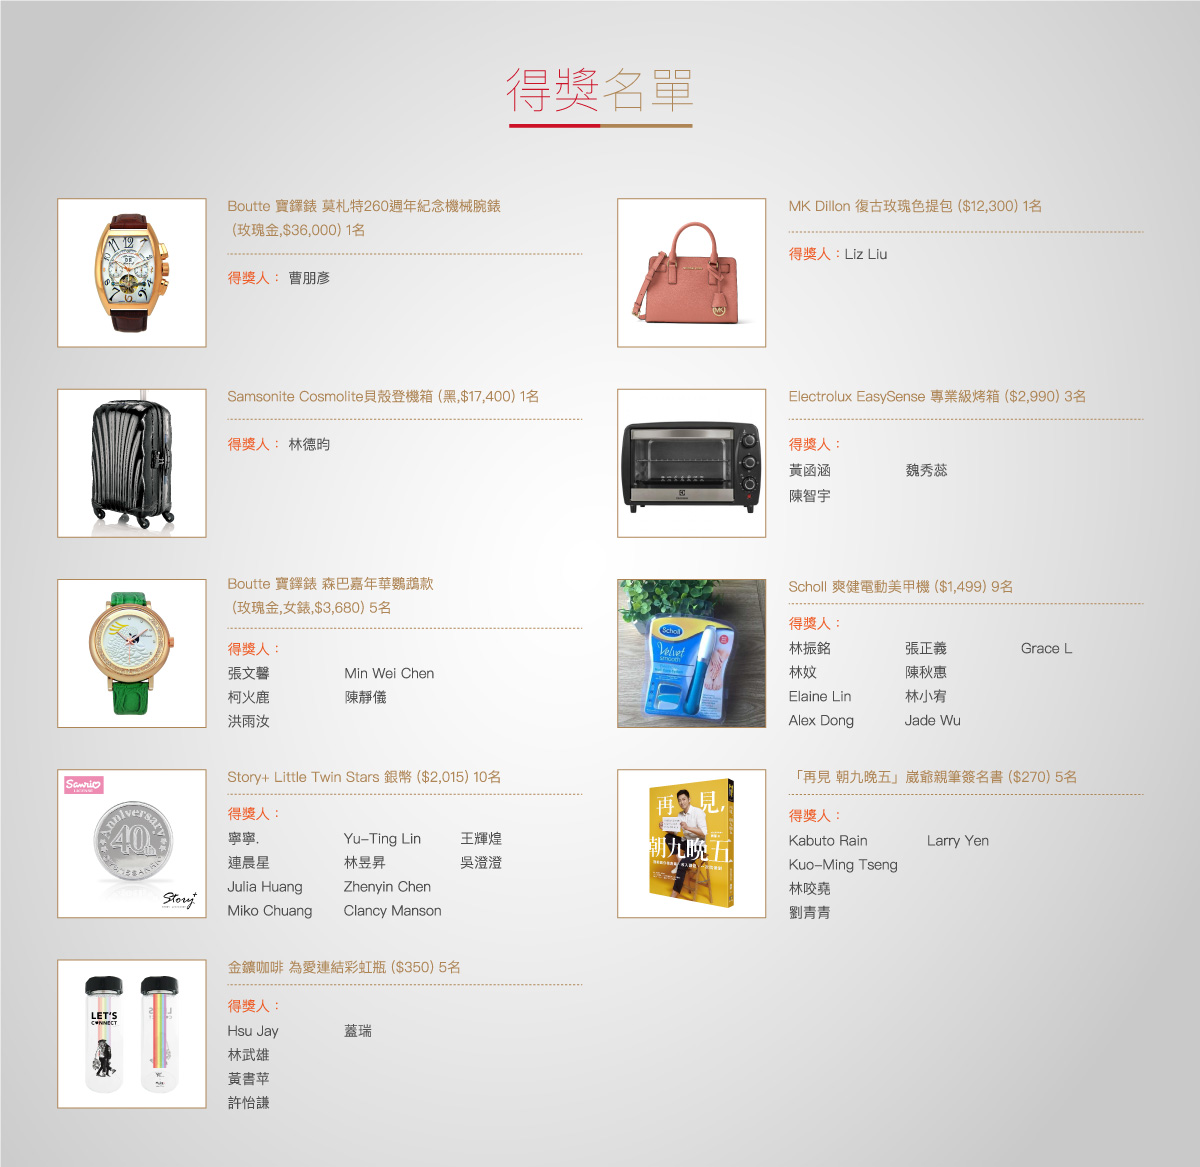 得獎名單
Boutte 寶鐸錶 莫札特260週年紀念機械腕錶
(玫瑰金,$36,000) 1名
得獎人： 曹朋彥
MK Dillon 復古玫瑰色提包 ($12,300) 1名
得獎人：Liz Liu
MK
Samsonite Cosmolite貝殼登機箱 (黑,$17,400) 1名
得獎人： 林德昀
Electrolux EasySense 專業級烤箱 ($2,990) 3名
得獎人：
黃函涵 魏秀蕊
陳智宇
Boutte 寶鐸錶 森巴嘉年華鸚鵡款
(玫瑰金,女錶,$3,680) 5名
得獎人：
張文馨 Min Wei Chen
柯火鹿 陳靜儀
洪雨汝
Scholl 爽健電動美甲機 ($1,499) 9名
得獎人：
林振銘 張正義 Grace L
林妏 陳秋惠
Elaine Lin 林小宥
Alex Dong Jade Wu
Scholl
Velvet
smooth
Sanrio
Anniversary
40th
Story+
Story+ Little Twin Stars 銀幣 ($2,015) 10名
得獎人：
寧寧. Yu-Ting Lin 王輝煌
連晨星 林昱昇 吳澄澄
Julia Huang Zhenyin Chen
Miko Chuang Clancy Manson
再見,
朝九晚五
「再見 朝九晚五」崴爺親筆簽名書 ($270) 5名
得獎人：
Kabuto Rain Larry Yen
Kuo-Ming Tseng
林咬堯
劉青青
LET'S
CONNECT
金鑛咖啡 為愛連結彩虹瓶 ($350) 5名
得獎人：
Hsu Jay 蓋瑞
林武雄
黃書苹
許怡謙